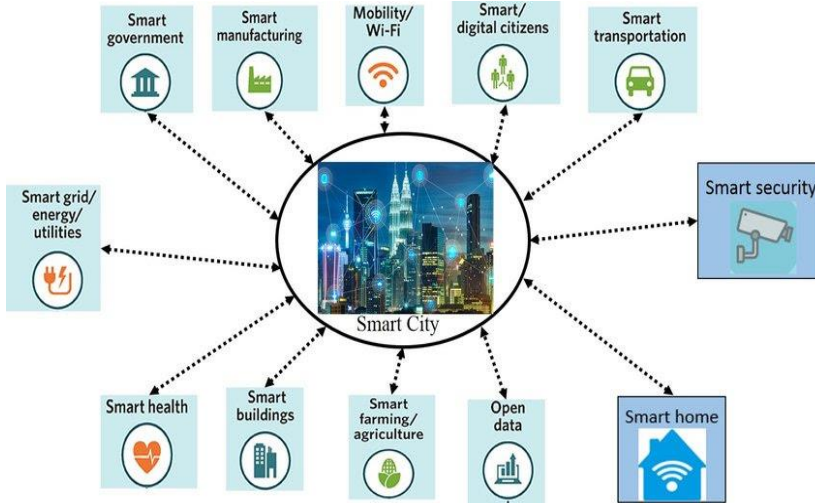 Smart
government
Smart
manufacturing
Mobility/
Wi-Fi
Smart/
digital citizens
Smart
transportation
Smart grid/
energy/
utilities
Smart security
Smart City
Smart health
Smart
buildings
Smart
farming/
agriculture
Open
data
Smart home